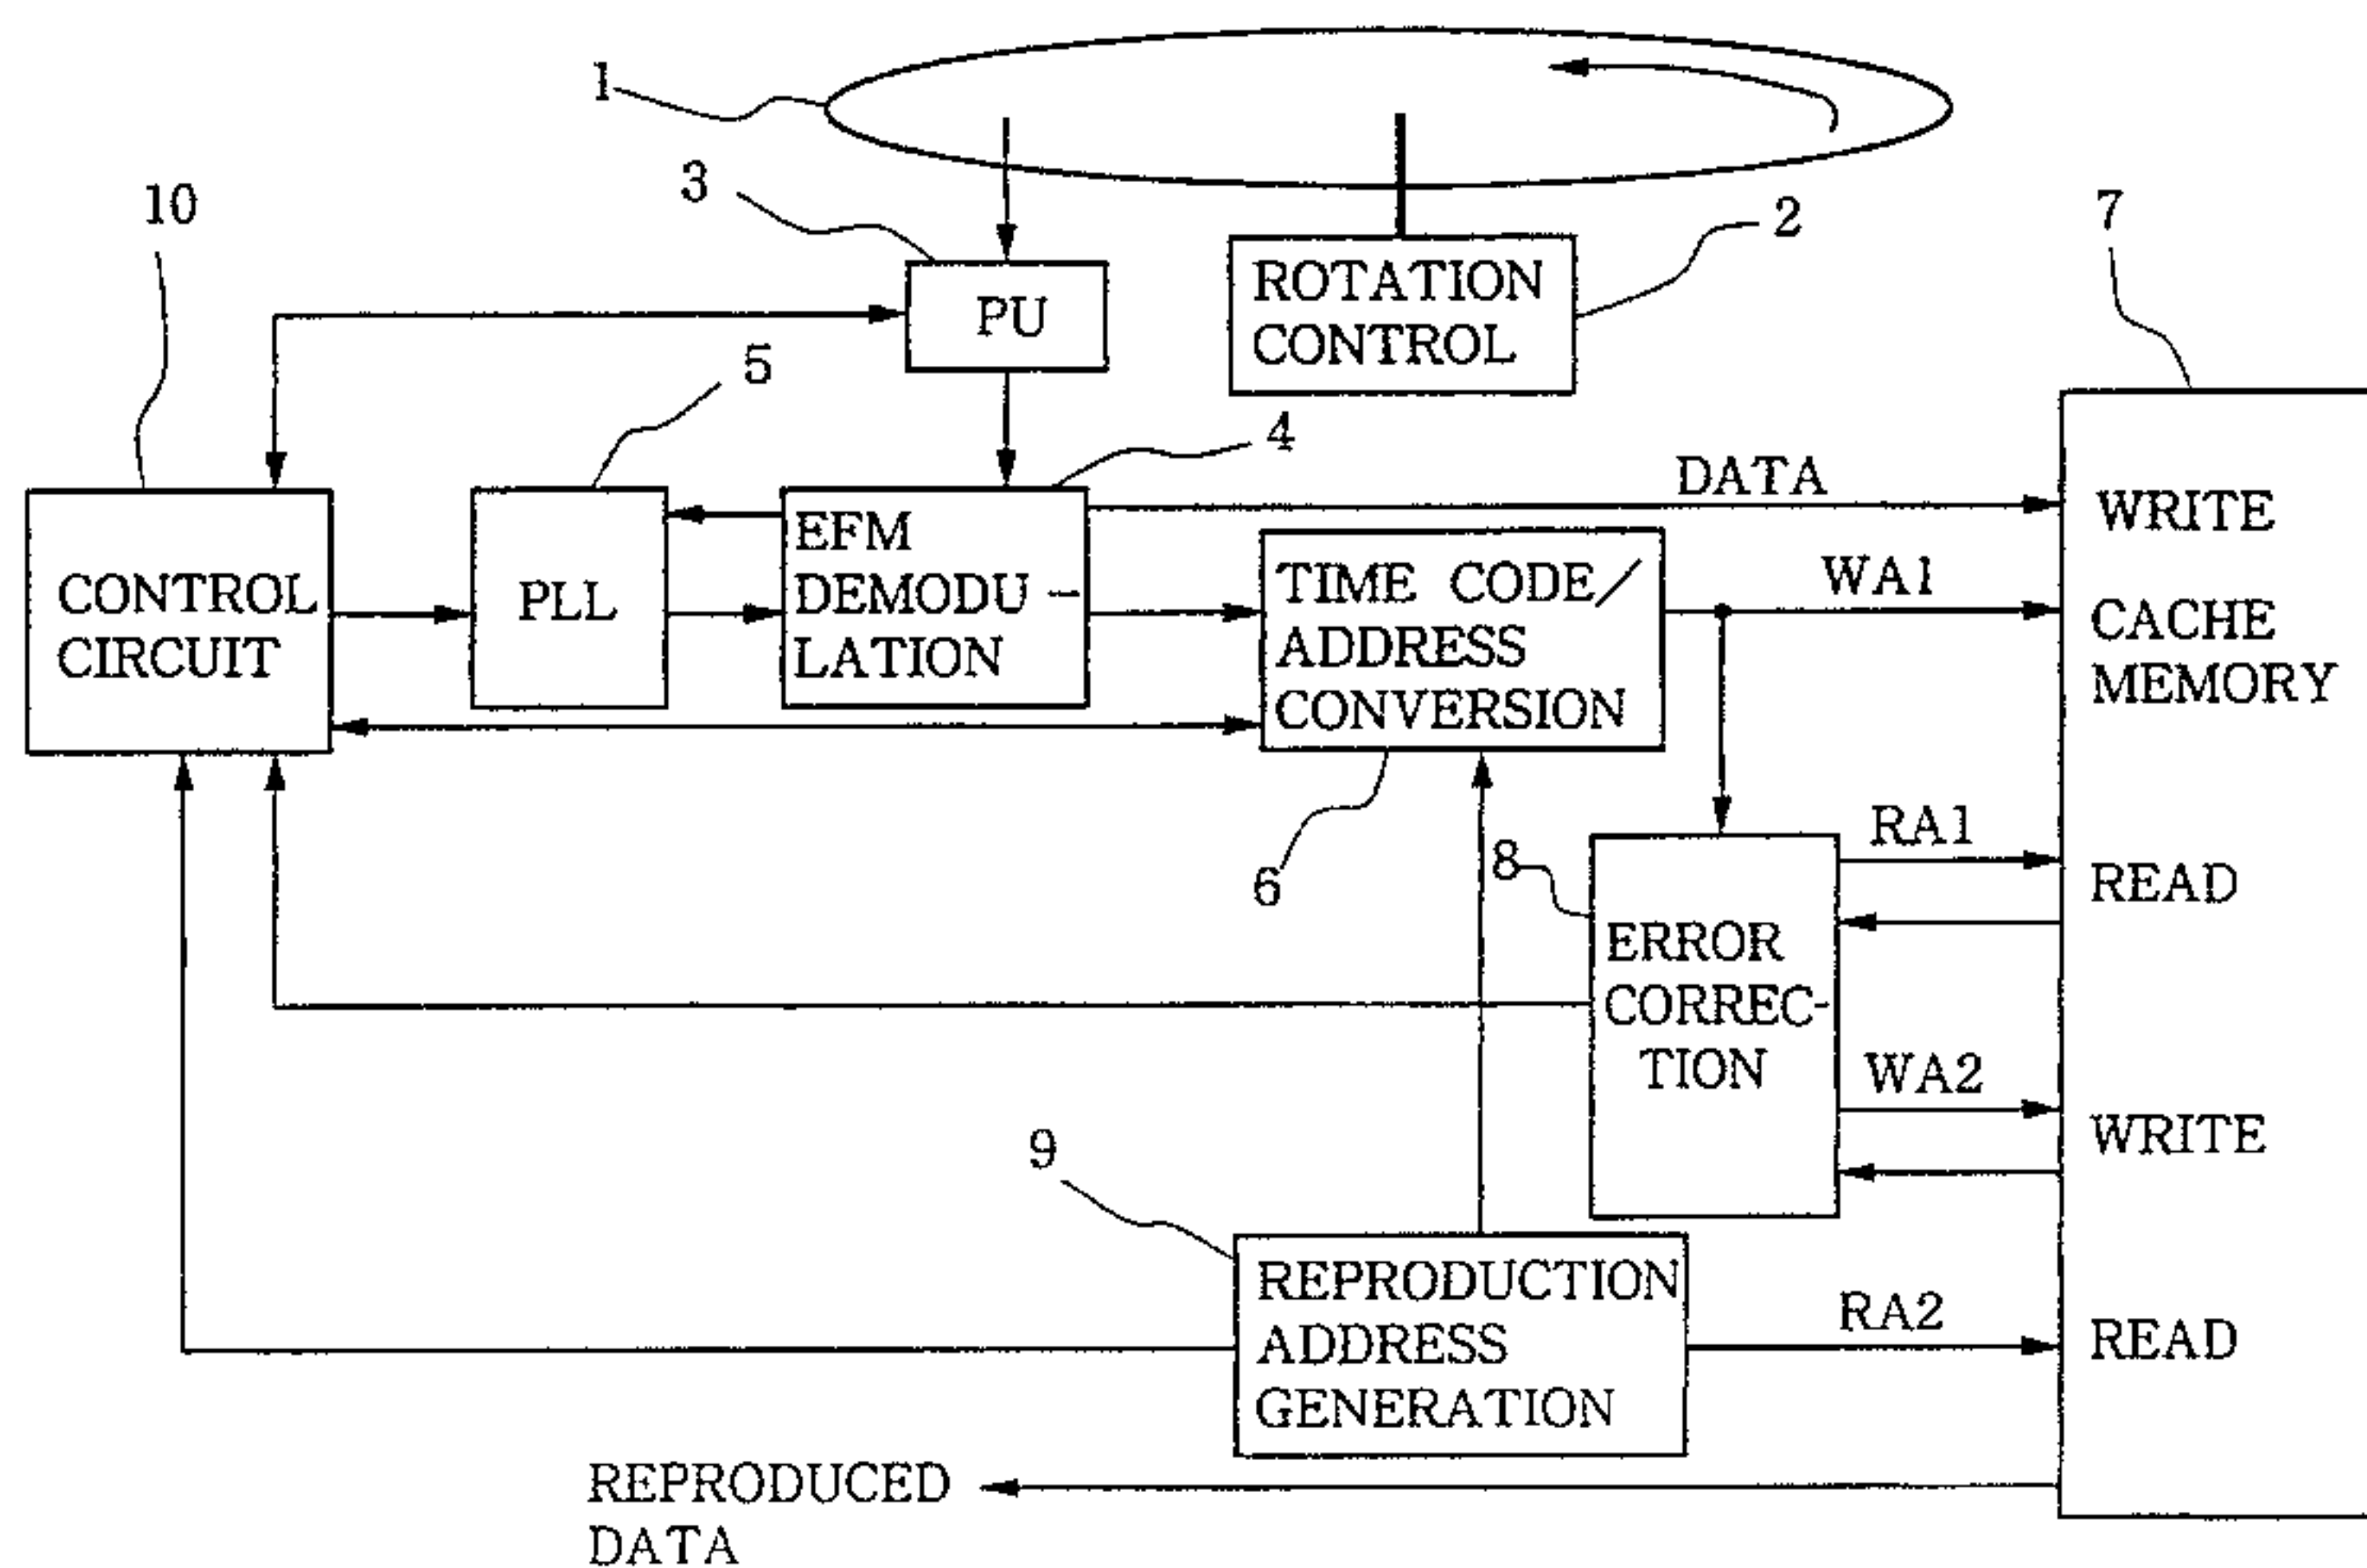 1
10
3
2
7
ROTATION
CONTROL
PU
5
4
DATA
WRITE
EFM
DEMODU-
LATION
PLL
CONTROL
CIRCUIT
TIME CODE/
ADDRESS
CONVERSION
WA1
CACHE
MEMORY
RA1
READ
6
8
ERROR
CORREC-
TION
WA2
WRITE
9
REPRODUCTION
ADDRESS
GENERATION
RA2
READ
REPRODUCED
DATA